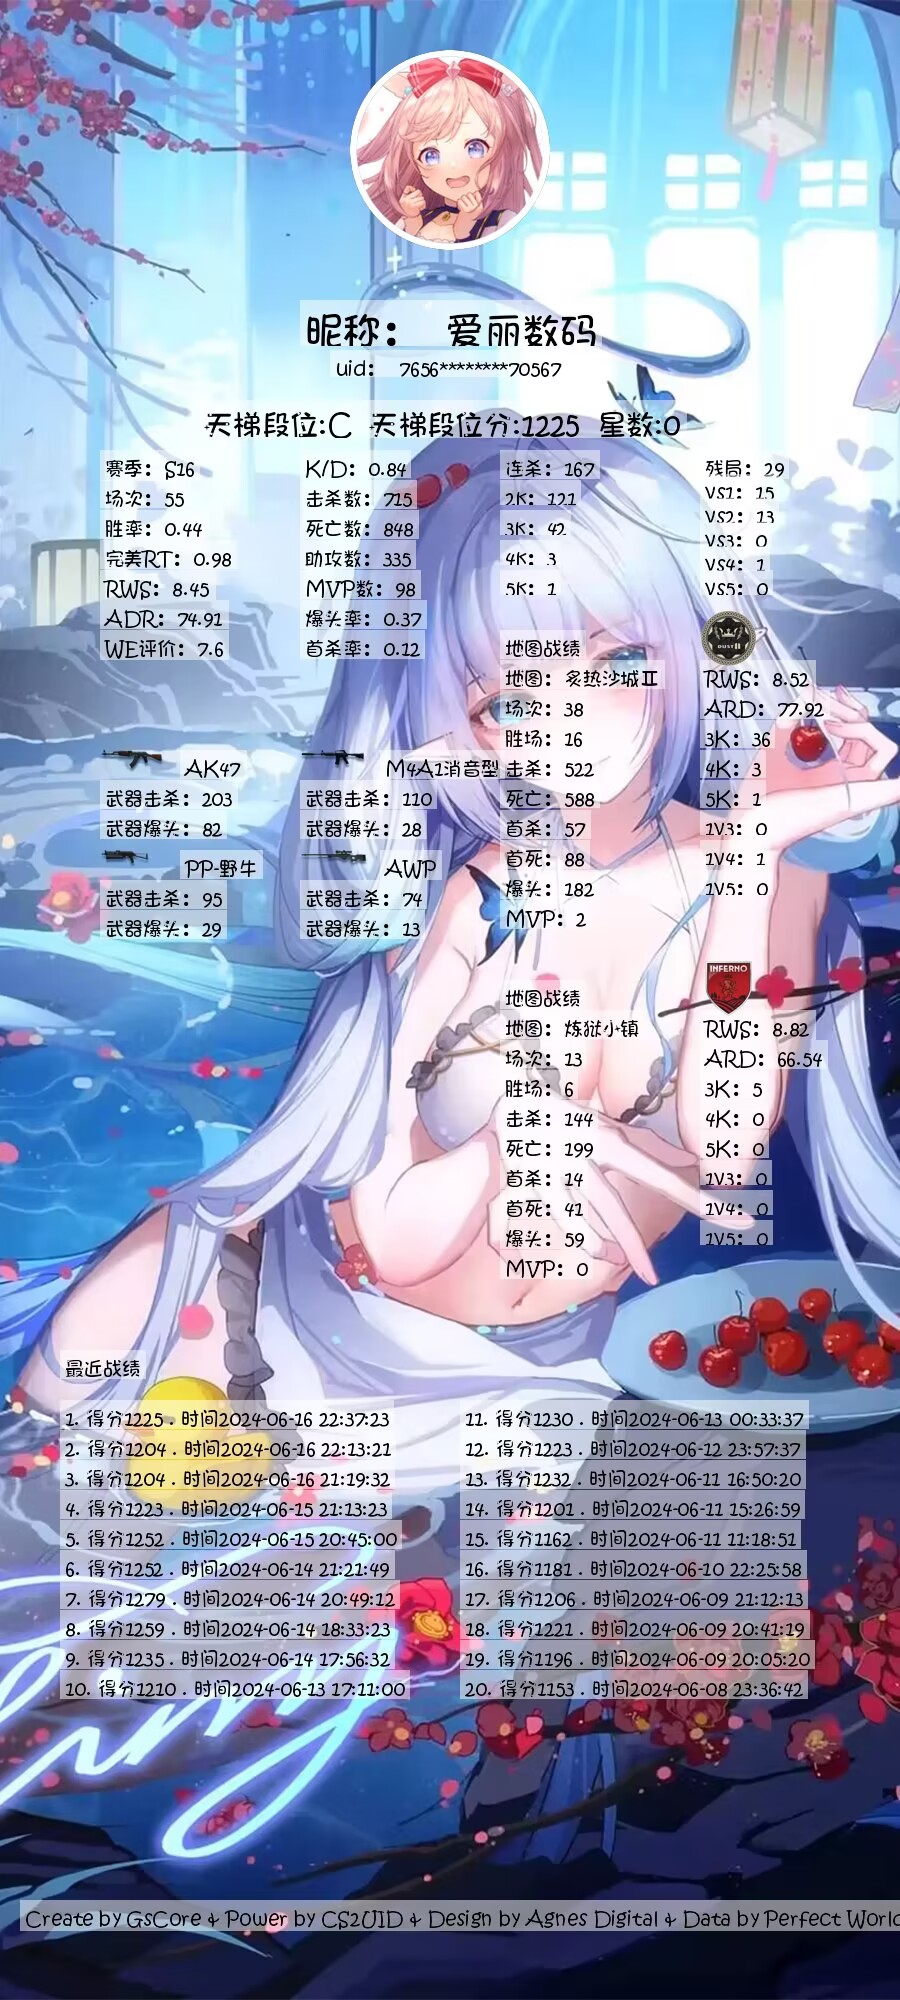 昵称： 爱丽数码
uid： 7656********70567
天梯段位:C 天梯段位分:1225 星数:0
赛季：S16
场次：55
胜率：0.44
完美RT：0.98
RWS：8.45
ADR：74.91
WE评价：7.6
K/D：0.84
击杀数：715
死亡数：848
助攻数：335
MVP数：98
爆头率：0.37
首杀率：0.12
连杀：167
2K：121
3K：42
4K：3
5K：1
残局：29
VS1：15
VS2：13
VS3：0
VS4：1
VS5：0
AK47
武器击杀：203
武器爆头：82
M4A1消音型
武器击杀：110
武器爆头：28
PP-野牛
武器击杀：95
武器爆头：29
AWP
武器击杀：74
武器爆头：13
地图战绩
地图：炙热沙城Ⅱ
场次：38
胜场：16
击杀：522
死亡：588
首杀：57
首死：88
爆头：182
MVP：2
DUST II
RWS：8.52
ARD：77.92
3K：36
4K：3
5K：1
1V3：0
1V4：1
1V5：0
地图战绩
地图：炼狱小镇
场次：13
胜场：6
击杀：144
死亡：199
首杀：14
首死：41
爆头：59
MVP：0
INFERNO
RWS：8.82
ARD：66.54
3K：5
4K：0
5K：0
1V3：0
1V4：0
1V5：0
最近战绩
1. 得分1225 . 时间2024-06-16 22:37:23
2. 得分1204 . 时间2024-06-16 22:13:21
3. 得分1204 . 时间2024-06-16 21:19:32
4. 得分1223 . 时间2024-06-15 21:13:23
5. 得分1252 . 时间2024-06-15 20:45:00
6. 得分1252 . 时间2024-06-14 21:21:49
7. 得分1279 . 时间2024-06-14 20:49:12
8. 得分1259 . 时间2024-06-14 18:33:23
9. 得分1235 . 时间2024-06-14 17:56:32
10. 得分1210 . 时间2024-06-13 17:11:00
11. 得分1230 . 时间2024-06-13 00:33:37
12. 得分1223 . 时间2024-06-12 23:57:37
13. 得分1232 . 时间2024-06-11 16:50:20
14. 得分1201 . 时间2024-06-11 15:26:59
15. 得分1162 . 时间2024-06-11 11:18:51
16. 得分1181 . 时间2024-06-10 22:25:58
17. 得分1206 . 时间2024-06-09 21:12:13
18. 得分1221 . 时间2024-06-09 20:41:19
19. 得分1196 . 时间2024-06-09 20:05:20
20. 得分1153 . 时间2024-06-08 23:36:42
Create by GsCore & Power by CS2UID & Design by Agnes Digital & Data by Perfect World